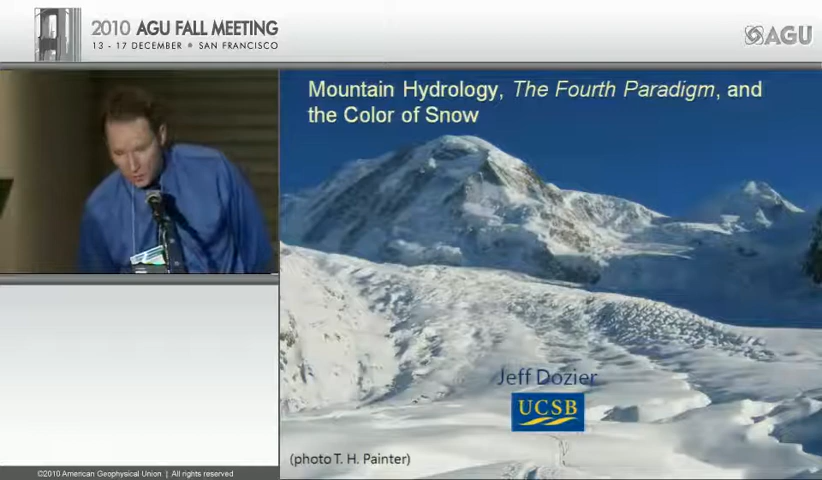 2010 AGU FALL MEETING
13 - 17 DECEMBER • SAN FRANCISCO
AGU
Mountain Hydrology, The Fourth Paradigm, and
the Color of Snow
Jeff Dozier
UCSB
(photo T. H. Painter)
©2010 American Geophysical Union | All rights reserved